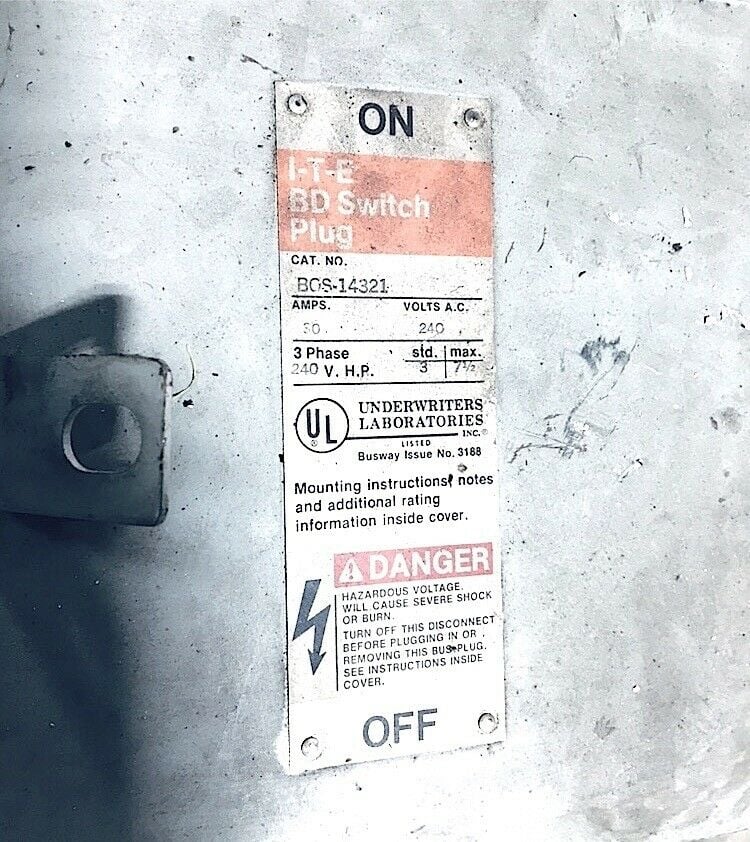 ON
I-T-E
BD Switch
Plug
CAT. NO.
BOS-14321
AMPS. VOLTS A.C.
30 240
3 Phase std. max.
240 V. H.P. 3 7½
UL
®
UNDERWRITERS
LABORATORIES
INC.®
LISTED
Busway Issue No. 3188
Mounting instructions, notes
and additional rating
information inside cover.
DANGER
HAZARDOUS VOLTAGE.
WILL CAUSE SEVERE SHOCK
OR BURN.
TURN OFF THIS DISCONNECT
BEFORE PLUGGING IN OR
REMOVING THIS BUS PLUG.
SEE INSTRUCTIONS INSIDE
COVER.
OFF